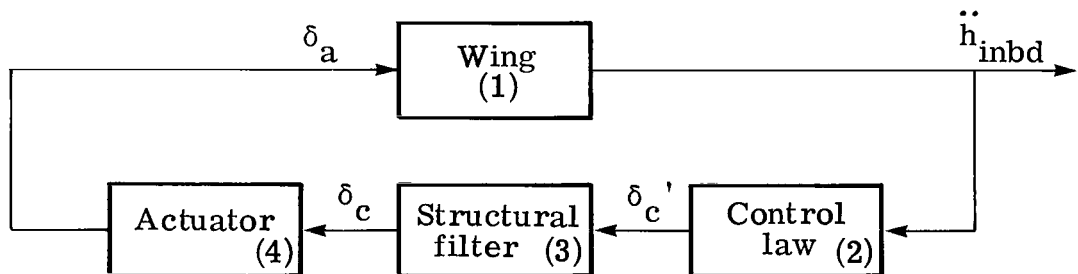 δa
Wing
(1)
ḧinbd
Actuator
(4)
δc
Structural
filter (3)
δc'
Control
law (2)